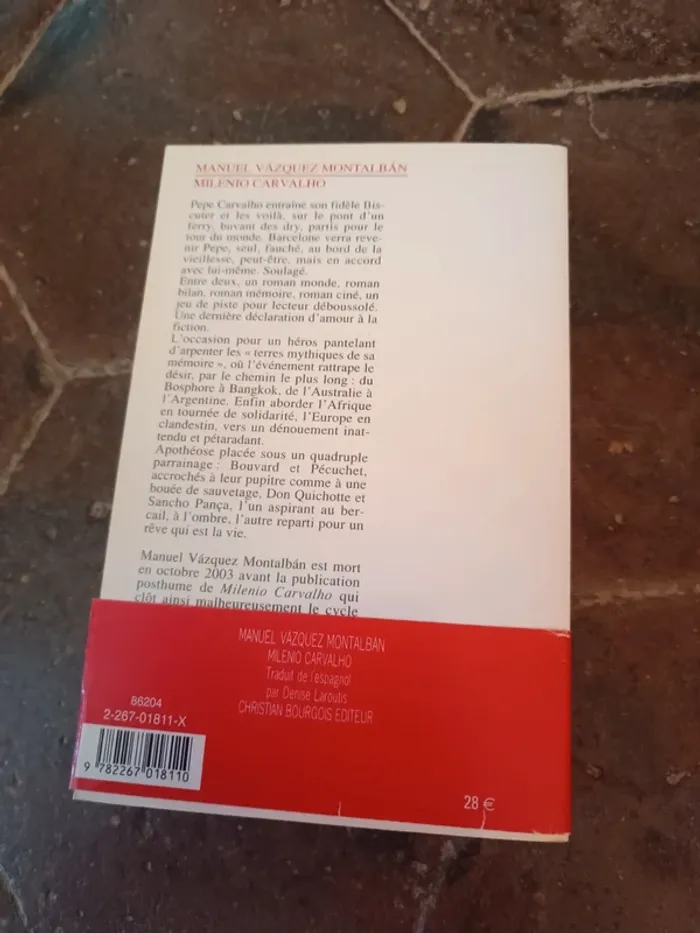 MANUEL VÁZQUEZ MONTALBÁN
MILENIO CARVALHO
Pepe Carvalho entraîne son fidèle Bis-
cuter et les voilà, sur le pont d'un
ferry, buvant des dry, partis pour le
tour du monde. Barcelone verra reve-
nir Pepe, seul, fauché, au bord de la
vieillesse, peut-être, mais en accord
avec lui-même. Soulagé.
Entre deux, un roman monde, roman
bilan, roman mémoire, roman ciné, un
jeu de piste pour lecteur déboussolé.
Une dernière déclaration d'amour à la
fiction.
L'occasion pour un héros pantelant
d'arpenter les « terres mythiques de sa
mémoire », où l'événement rattrape le
désir, par le chemin le plus long : du
Bosphore à Bangkok, de l'Australie à
l'Argentine. Enfin aborder l'Afrique
en tournée de solidarité, l'Europe en
clandestin, vers un dénouement inat-
tendu et pétaradant.
Apothéose placée sous un quadruple
parrainage : Bouvard et Pécuchet,
accrochés à leur pupitre comme à une
bouée de sauvetage, Don Quichotte et
Sancho Pança, l'un aspirant au ber-
cail, à l'ombre, l'autre reparti pour un
rêve qui est la vie.
Manuel Vázquez Montalbán est mort
en octobre 2003 avant la publication
posthume de Milenio Carvalho qui
clôt ainsi malheureusement le cycle
MANUEL VÁZQUEZ MONTALBÁN
MILENIO CARVALHO
Traduit de l'espagnol
par Denise Laroutis
CHRISTIAN BOURGOIS EDITEUR
86204
2-267-01811-X
9 782267 018110
28 €